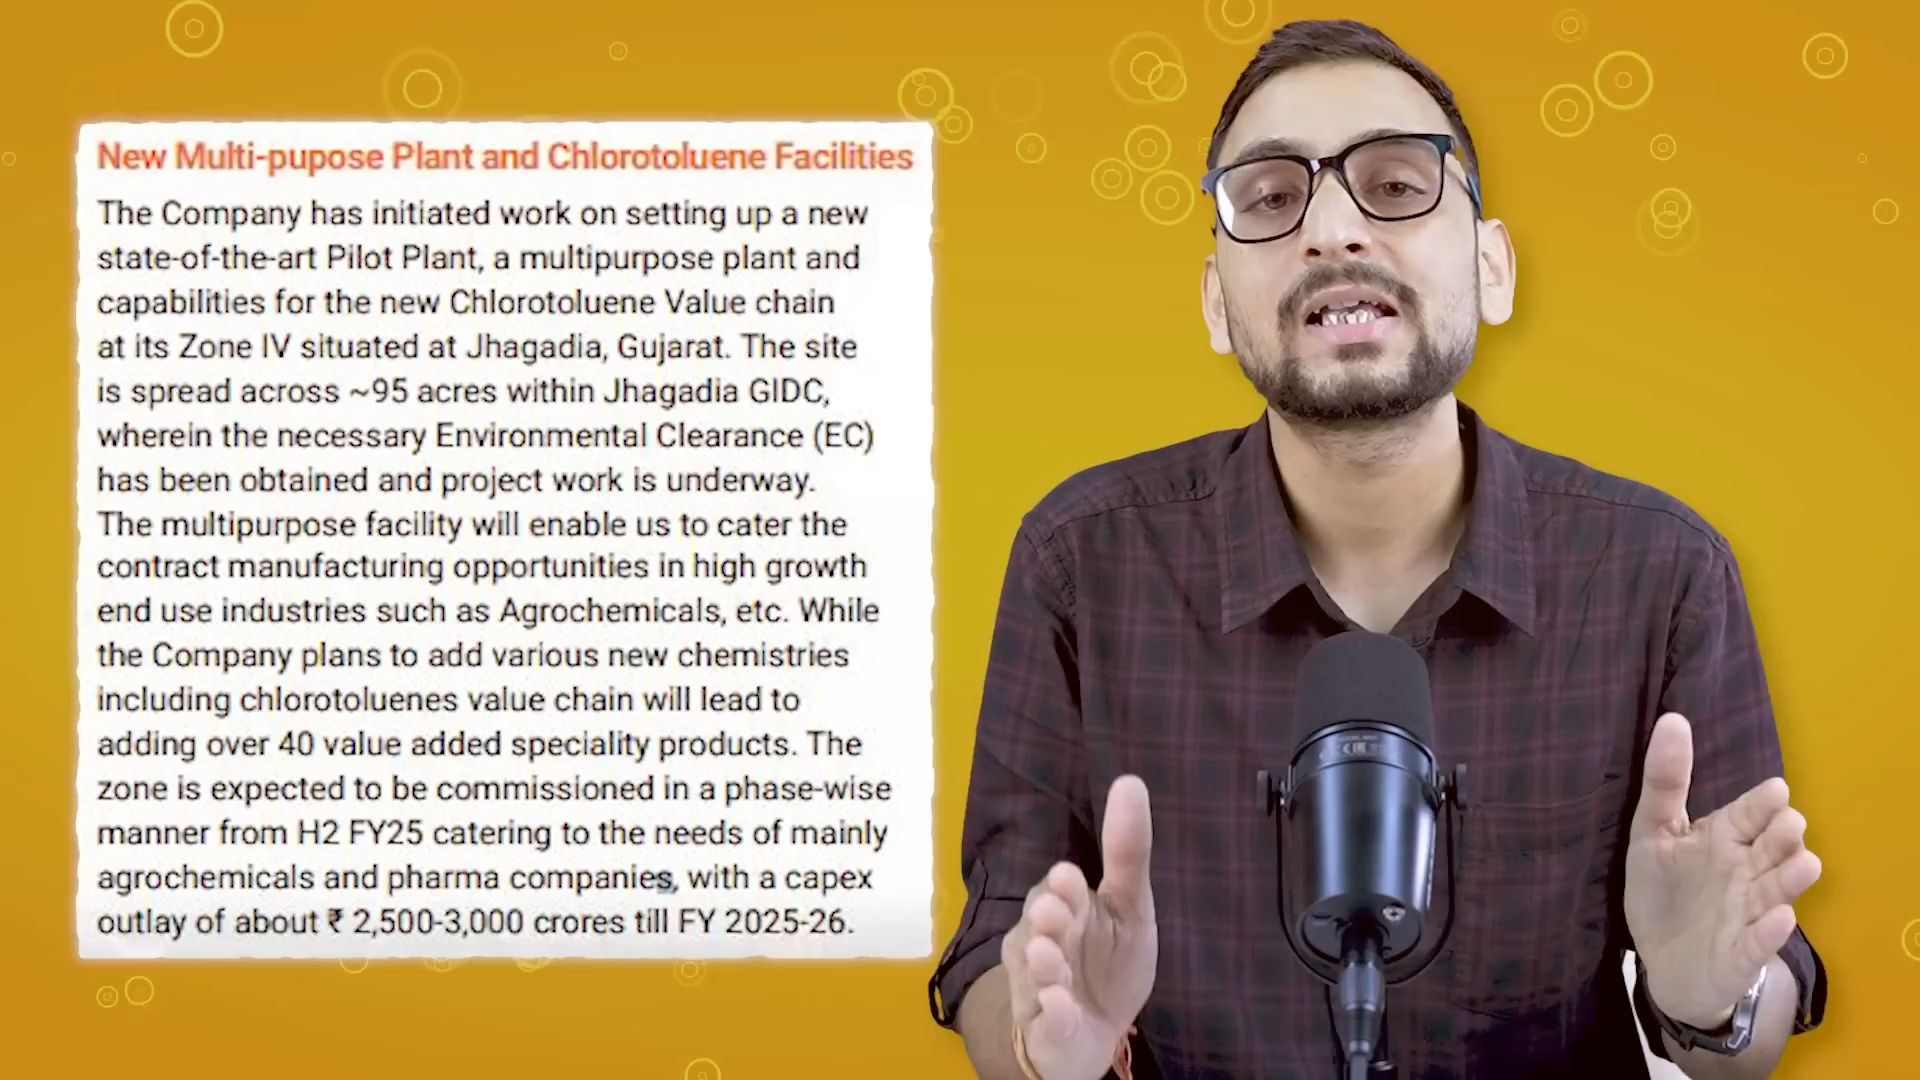 New Multi-pupose Plant and Chlorotoluene Facilities
The Company has initiated work on setting up a new
state-of-the-art Pilot Plant, a multipurpose plant and
capabilities for the new Chlorotoluene Value chain
at its Zone IV situated at Jhagadia, Gujarat. The site
is spread across ~95 acres within Jhagadia GIDC,
wherein the necessary Environmental Clearance (EC)
has been obtained and project work is underway.
The multipurpose facility will enable us to cater the
contract manufacturing opportunities in high growth
end use industries such as Agrochemicals, etc. While
the Company plans to add various new chemistries
including chlorotoluenes value chain will lead to
adding over 40 value added speciality products. The
zone is expected to be commissioned in a phase-wise
manner from H2 FY25 catering to the needs of mainly
agrochemicals and pharma companies, with a capex
outlay of about ₹ 2,500-3,000 crores till FY 2025-26.